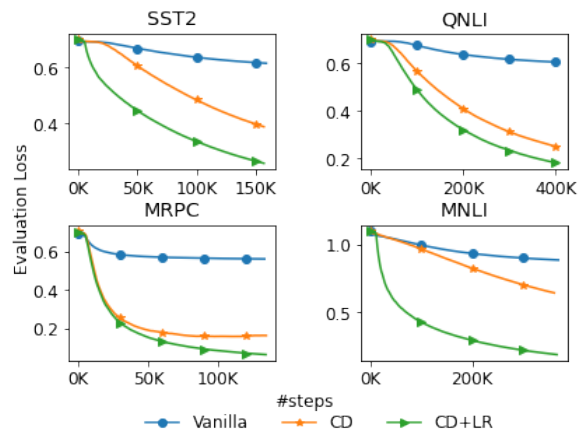 SST2
QNLI
0.6
0.4
0.6
0.4
0.2
0K 50K 100K 150K
0K 200K 400K
Evaluation Loss
MRPC
MNLI
0.6
0.4
0.2
1.0
0.5
0K 50K 100K
0K 200K
#steps
Vanilla CD CD+LR